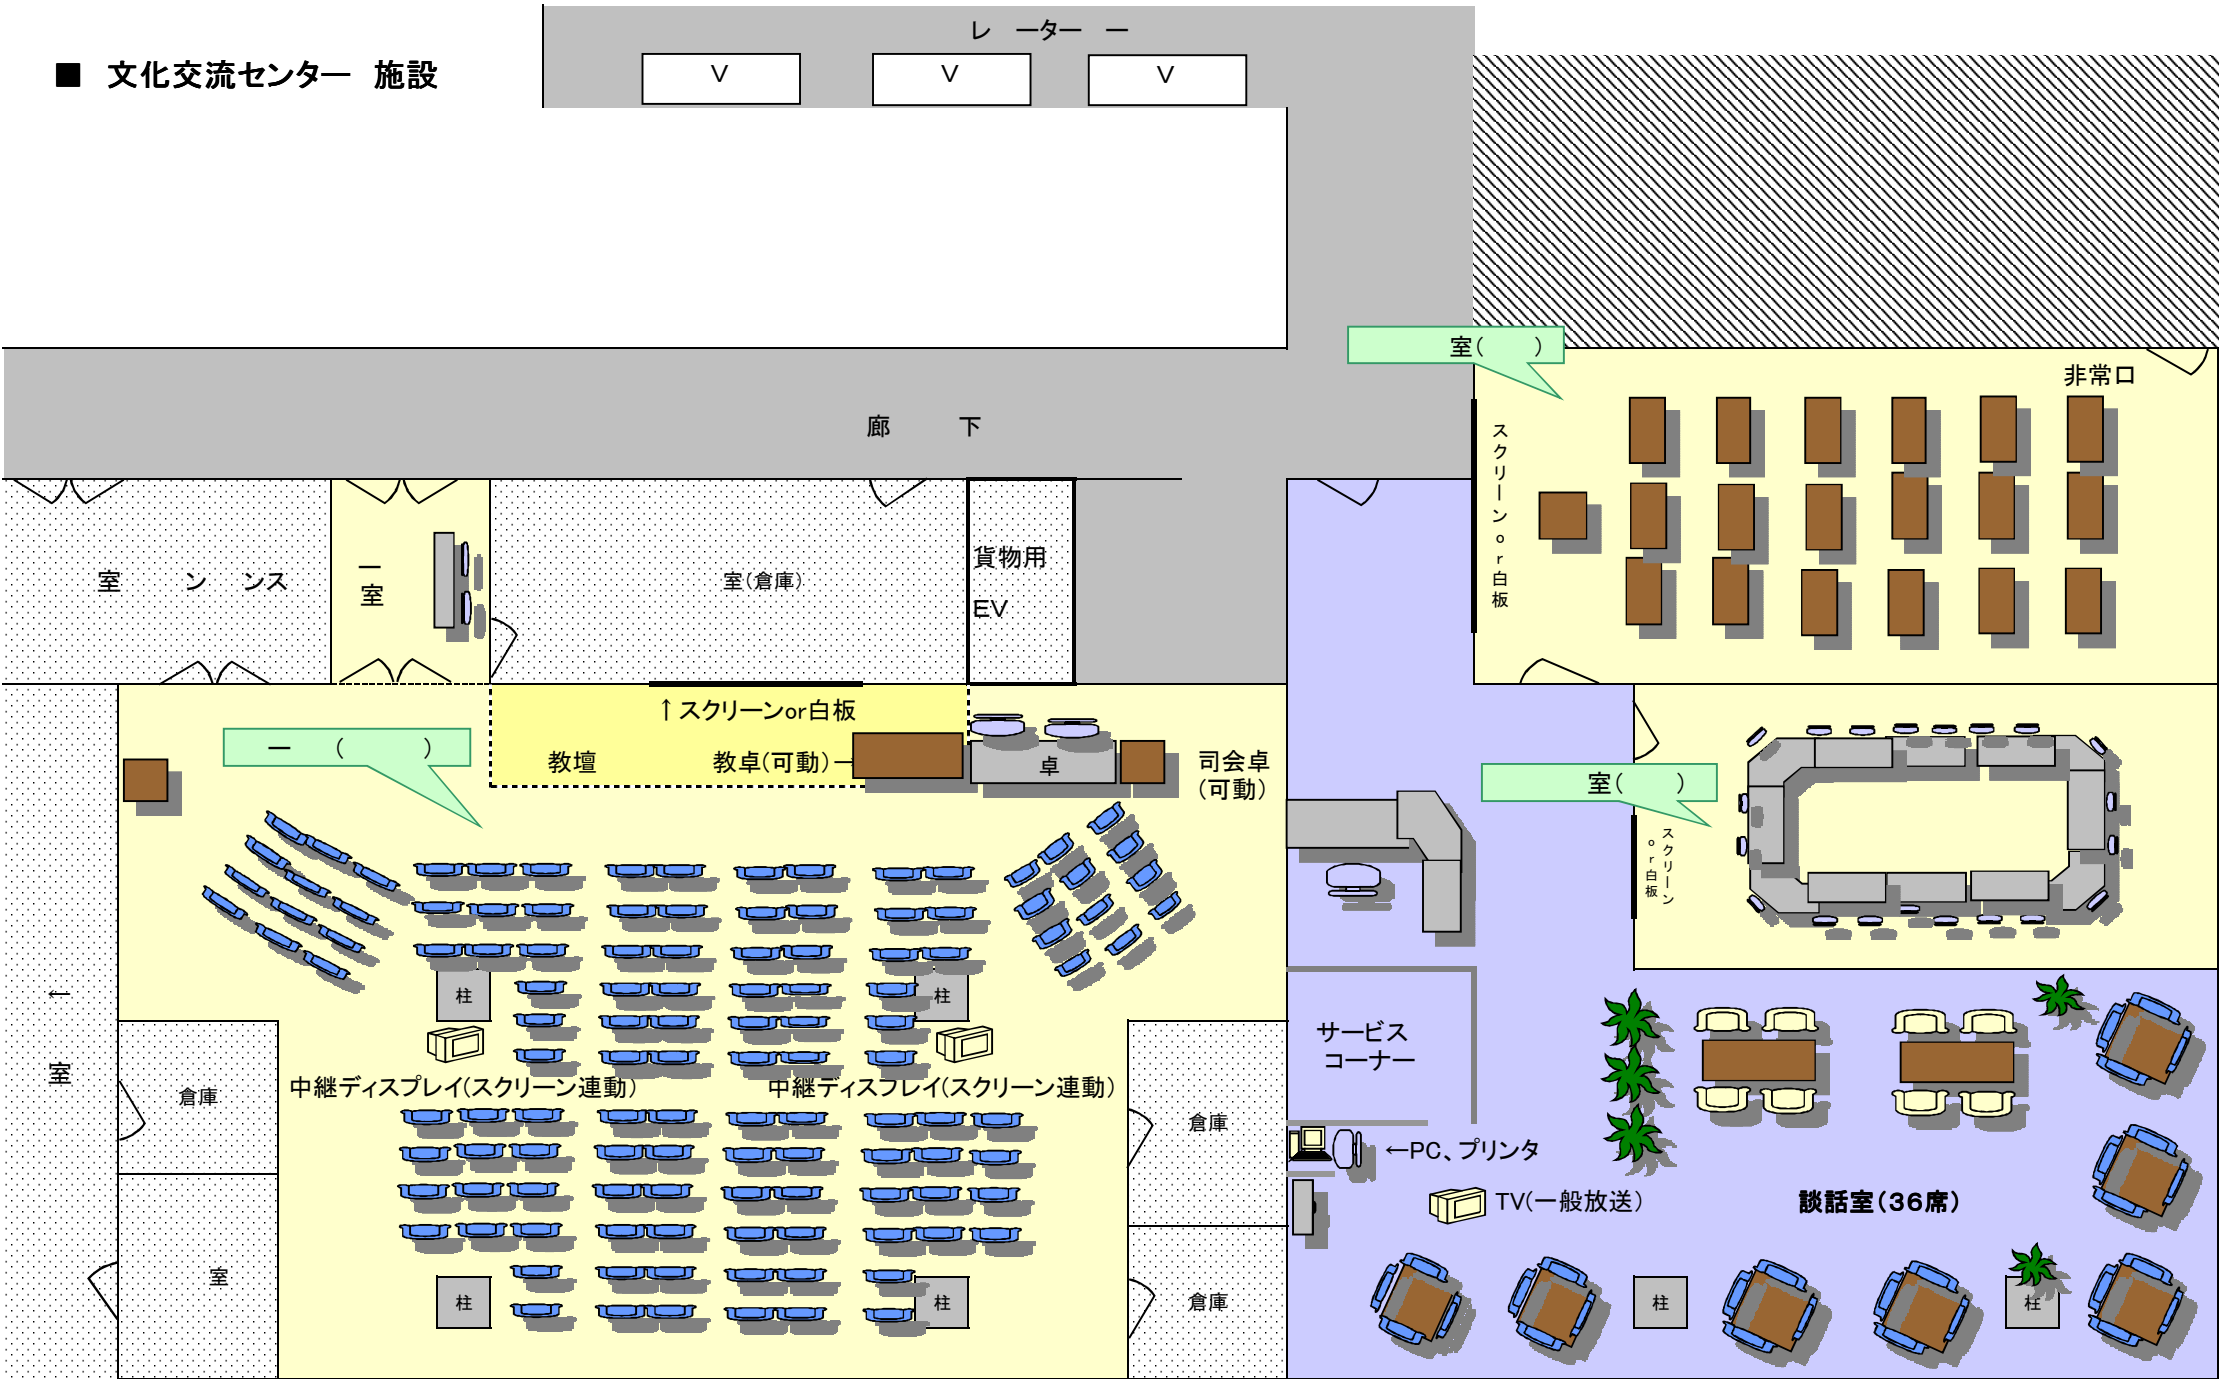 レ ーター ー
■ 文化交流センター 施設
V
V
V
室( )
非常口
廊 下
スクリーンor白板
室 ン ンス
ー
室
室(倉庫)
貨物用
EV
↑スクリーンor白板
ー ( )
教壇
教卓(可動)→
卓
司会卓
(可動)
室( )
スクリーン
or白板
←
室
柱
柱
サービス
コーナー
中継ディスプレイ(スクリーン連動)
中継ディスプレイ(スクリーン連動)
倉庫
倉庫
←PC、プリンタ
TV(一般放送)
談話室(36席)
室
柱
柱
倉庫
柱
柱